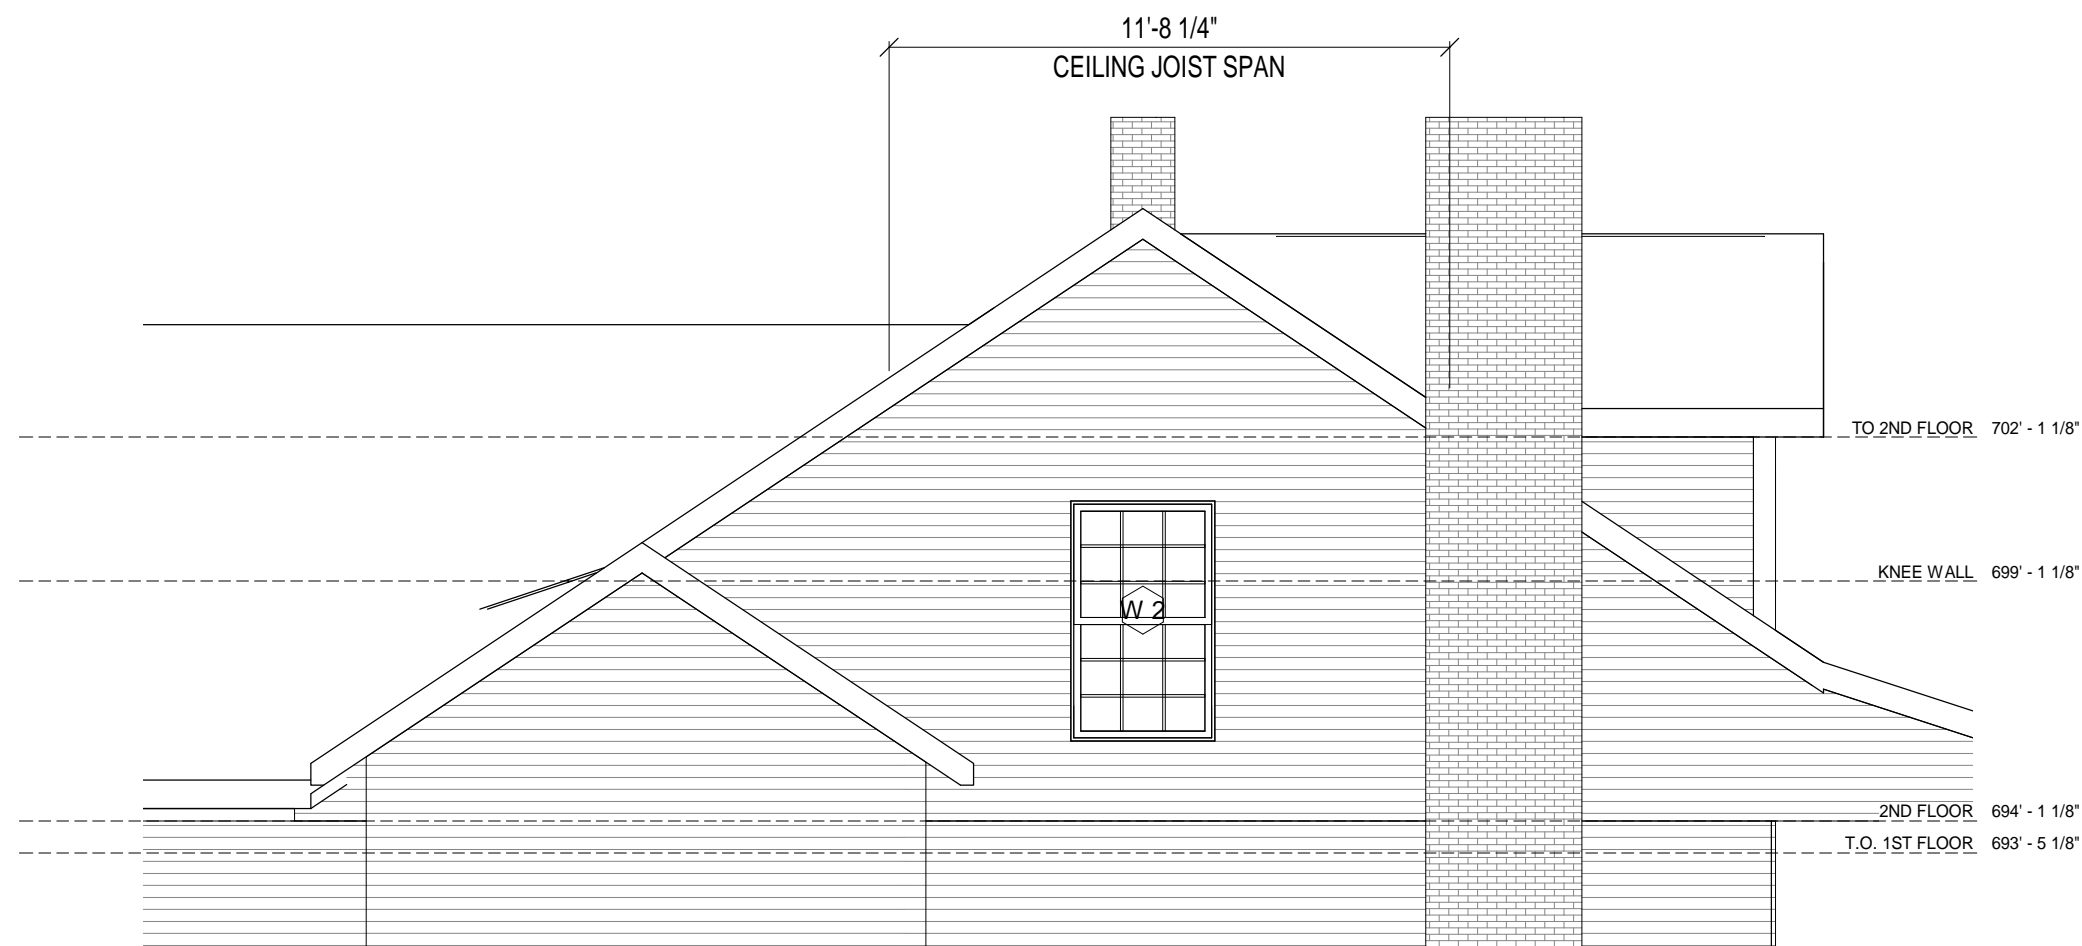 11'-8 1/4"
CEILING JOIST SPAN
TO 2ND FLOOR 702' - 1 1/8"
KNEE WALL 699' - 1 1/8"
W 2
2ND FLOOR 694' - 1 1/8"
T.O. 1ST FLOOR 693' - 5 1/8"